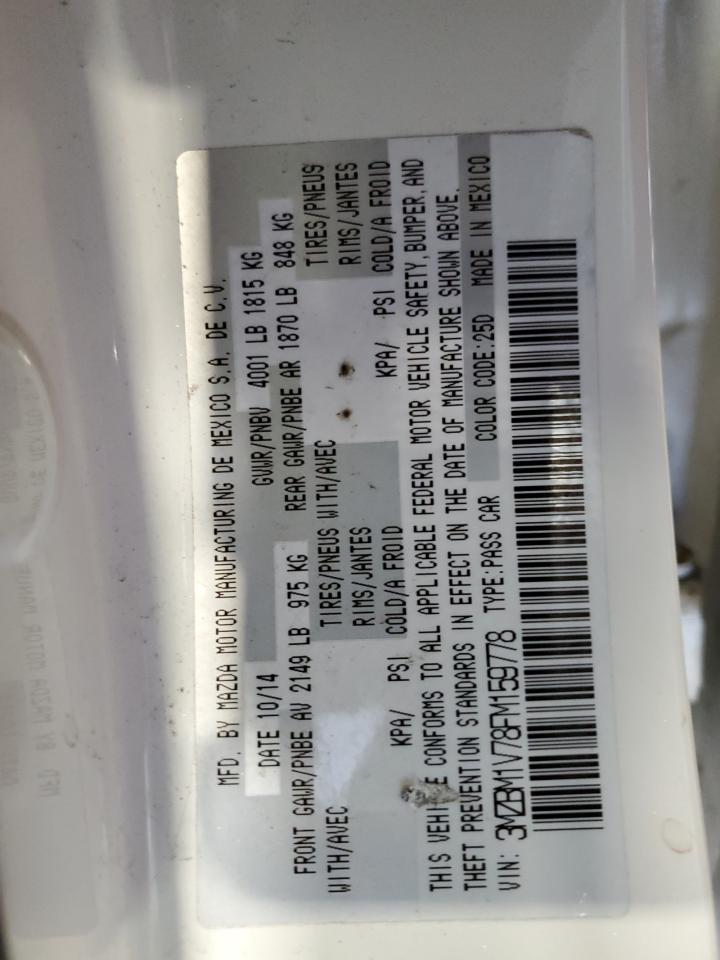 MFD. BY MAZDA MOTOR MANUFACTURING DE MEXICO S.A. DE C.V.
DATE 10/14 GVWR/PNBV 4001 LB 1815 KG
FRONT GAWR/PNBE AV 2149 LB 975 KG REAR GAWR/PNBE AR 1870 LB 848 KG
WITH/AVEC TIRES/PNEUS WITH/AVEC TIRES/PNEUS
RIMS/JANTES RIMS/JANTES
KPA/ PSI COLD/A FROID KPA/ PSI COLD/A FROID
THIS VEHICLE CONFORMS TO ALL APPLICABLE FEDERAL MOTOR VEHICLE SAFETY, BUMPER, AND
THEFT PREVENTION STANDARDS IN EFFECT ON THE DATE OF MANUFACTURE SHOWN ABOVE.
VIN: 3MZBM1V78FM159778 TYPE:PASS CAR COLOR CODE:25D MADE IN MEXICO